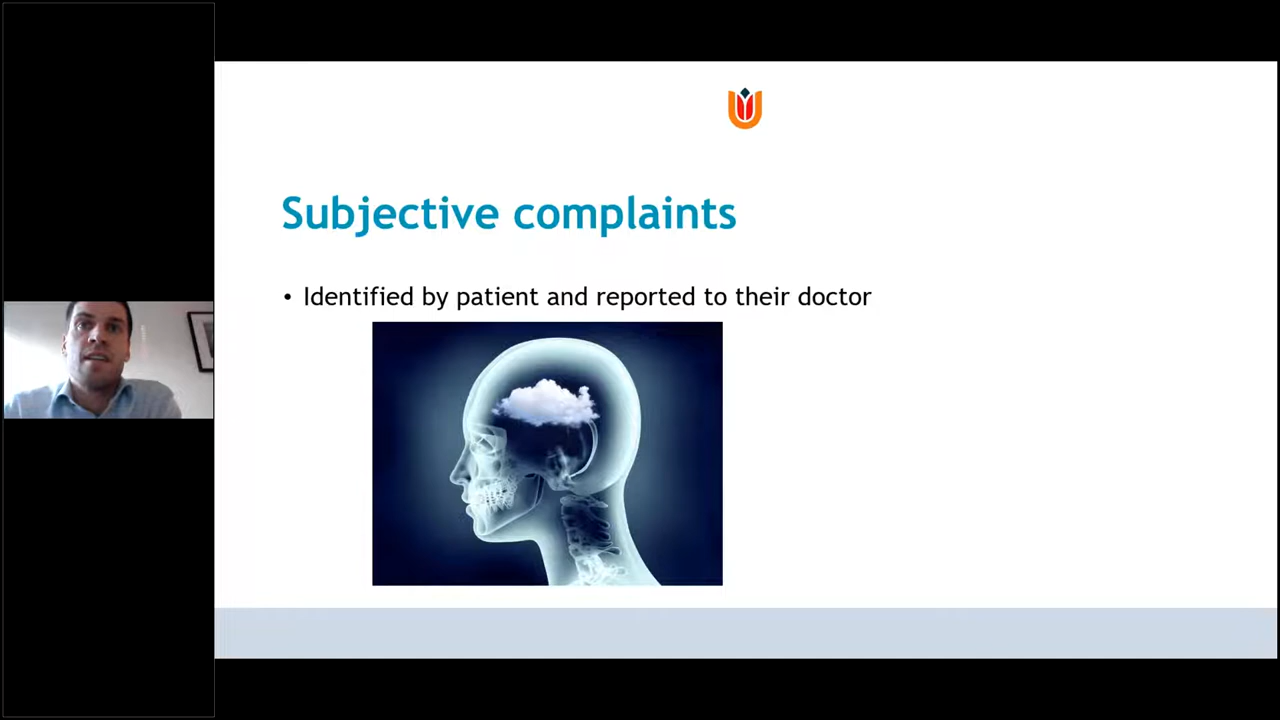 Subjective complaints
• Identified by patient and reported to their doctor